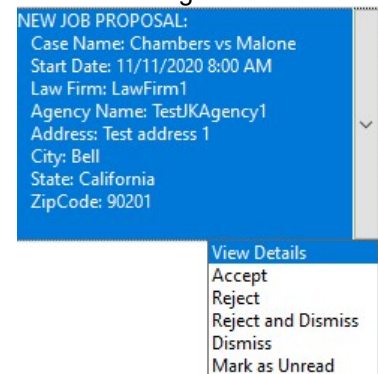 NEW JOB PROPOSAL:
Case Name: Chambers vs Malone
Start Date: 11/11/2020 8:00 AM
Law Firm: LawFirm1
Agency Name: TestJKAgency1
Address: Test address 1
City: Bell
State: California
ZipCode: 90201
View Details
Accept
Reject
Reject and Dismiss
Dismiss
Mark as Unread